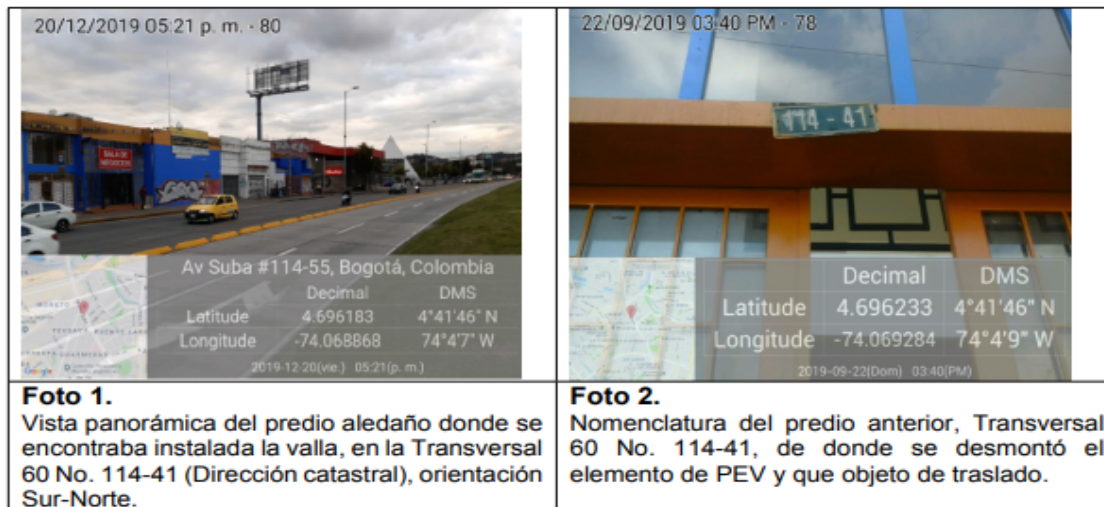 20/12/2019 05:21 p. m. - 80
SALA DE
NEGOCIOS
Av Suba #114-55, Bogotá, Colombia
Decimal DMS
Latitude 4.696183 4°41'46" N
Longitude -74.068868 74°4'7" W
2019-12-20(vie.) 05:21(p. m.)
Google
Foto 1.
Vista panorámica del predio aledaño donde se
encontraba instalada la valla, en la Transversal
60 No. 114-41 (Dirección catastral), orientación
Sur-Norte.
22/09/2019 03:40 PM - 78
114 - 41
Decimal DMS
Latitude 4.696233 4°41'46" N
Longitude -74.069284 74°4'9" W
2019-09-22(Dom) 03:40(PM)
Foto 2.
Nomenclatura del predio anterior, Transversal
60 No. 114-41, de donde se desmontó el
elemento de PEV y que objeto de traslado.